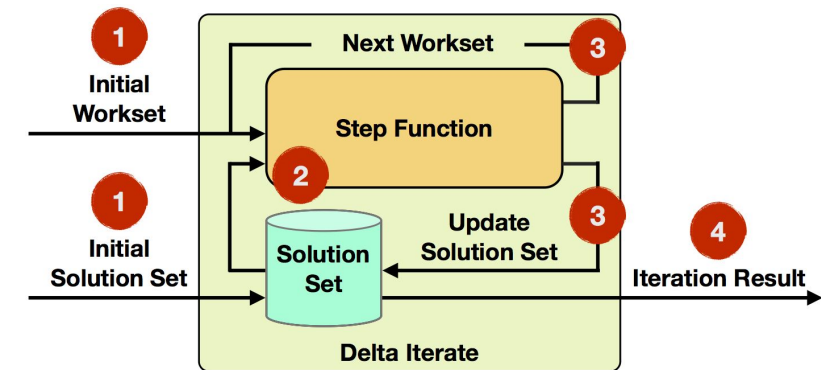 1
Next Workset
3
Initial
Workset
Step Function
2
1
3
Update
Solution Set
4
Initial
Solution Set
Solution
Set
Iteration Result
Delta Iterate